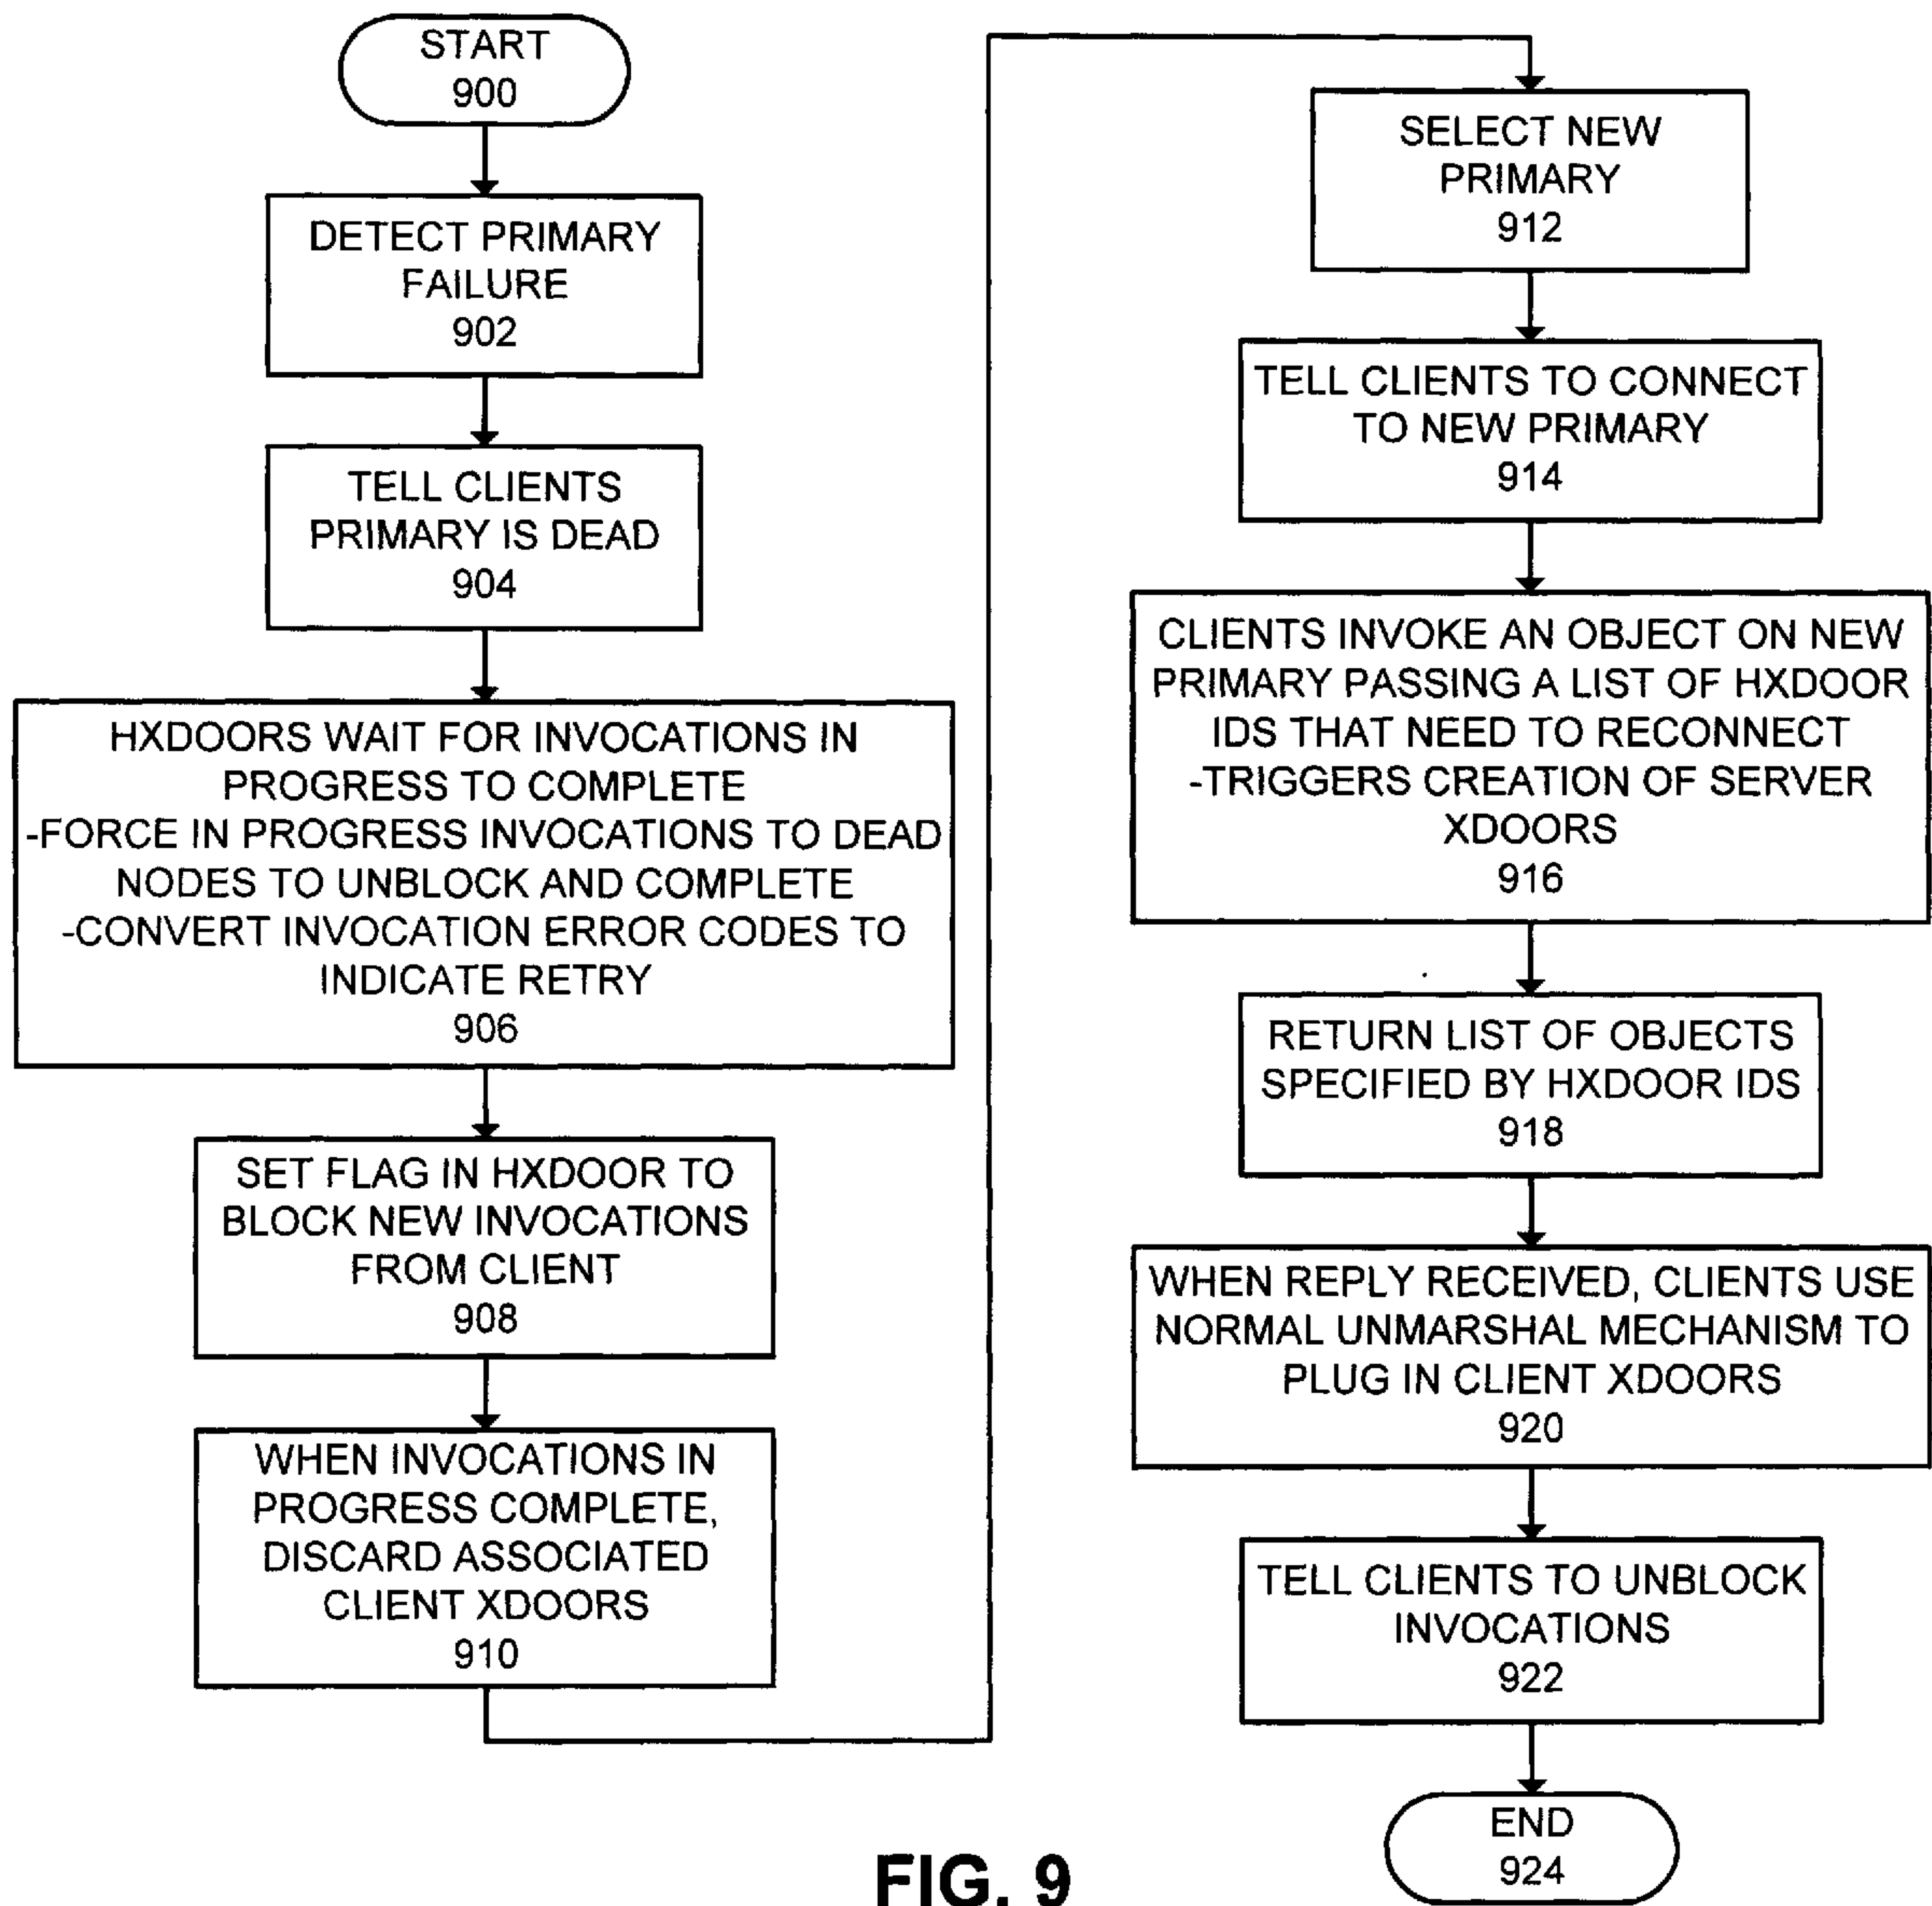 START
900
DETECT PRIMARY
FAILURE
902
TELL CLIENTS
PRIMARY IS DEAD
904
HXDOORS WAIT FOR INVOCATIONS IN
PROGRESS TO COMPLETE
-FORCE IN PROGRESS INVOCATIONS TO DEAD
NODES TO UNBLOCK AND COMPLETE
-CONVERT INVOCATION ERROR CODES TO
INDICATE RETRY
906
SET FLAG IN HXDOOR TO
BLOCK NEW INVOCATIONS
FROM CLIENT
908
WHEN INVOCATIONS IN
PROGRESS COMPLETE,
DISCARD ASSOCIATED
CLIENT XDOORS
910
SELECT NEW
PRIMARY
912
TELL CLIENTS TO CONNECT
TO NEW PRIMARY
914
CLIENTS INVOKE AN OBJECT ON NEW
PRIMARY PASSING A LIST OF HXDOOR
IDS THAT NEED TO RECONNECT
-TRIGGERS CREATION OF SERVER
XDOORS
916
RETURN LIST OF OBJECTS
SPECIFIED BY HXDOOR IDS
918
WHEN REPLY RECEIVED, CLIENTS USE
NORMAL UNMARSHAL MECHANISM TO
PLUG IN CLIENT XDOORS
920
TELL CLIENTS TO UNBLOCK
INVOCATIONS
922
END
924
FIG. 9